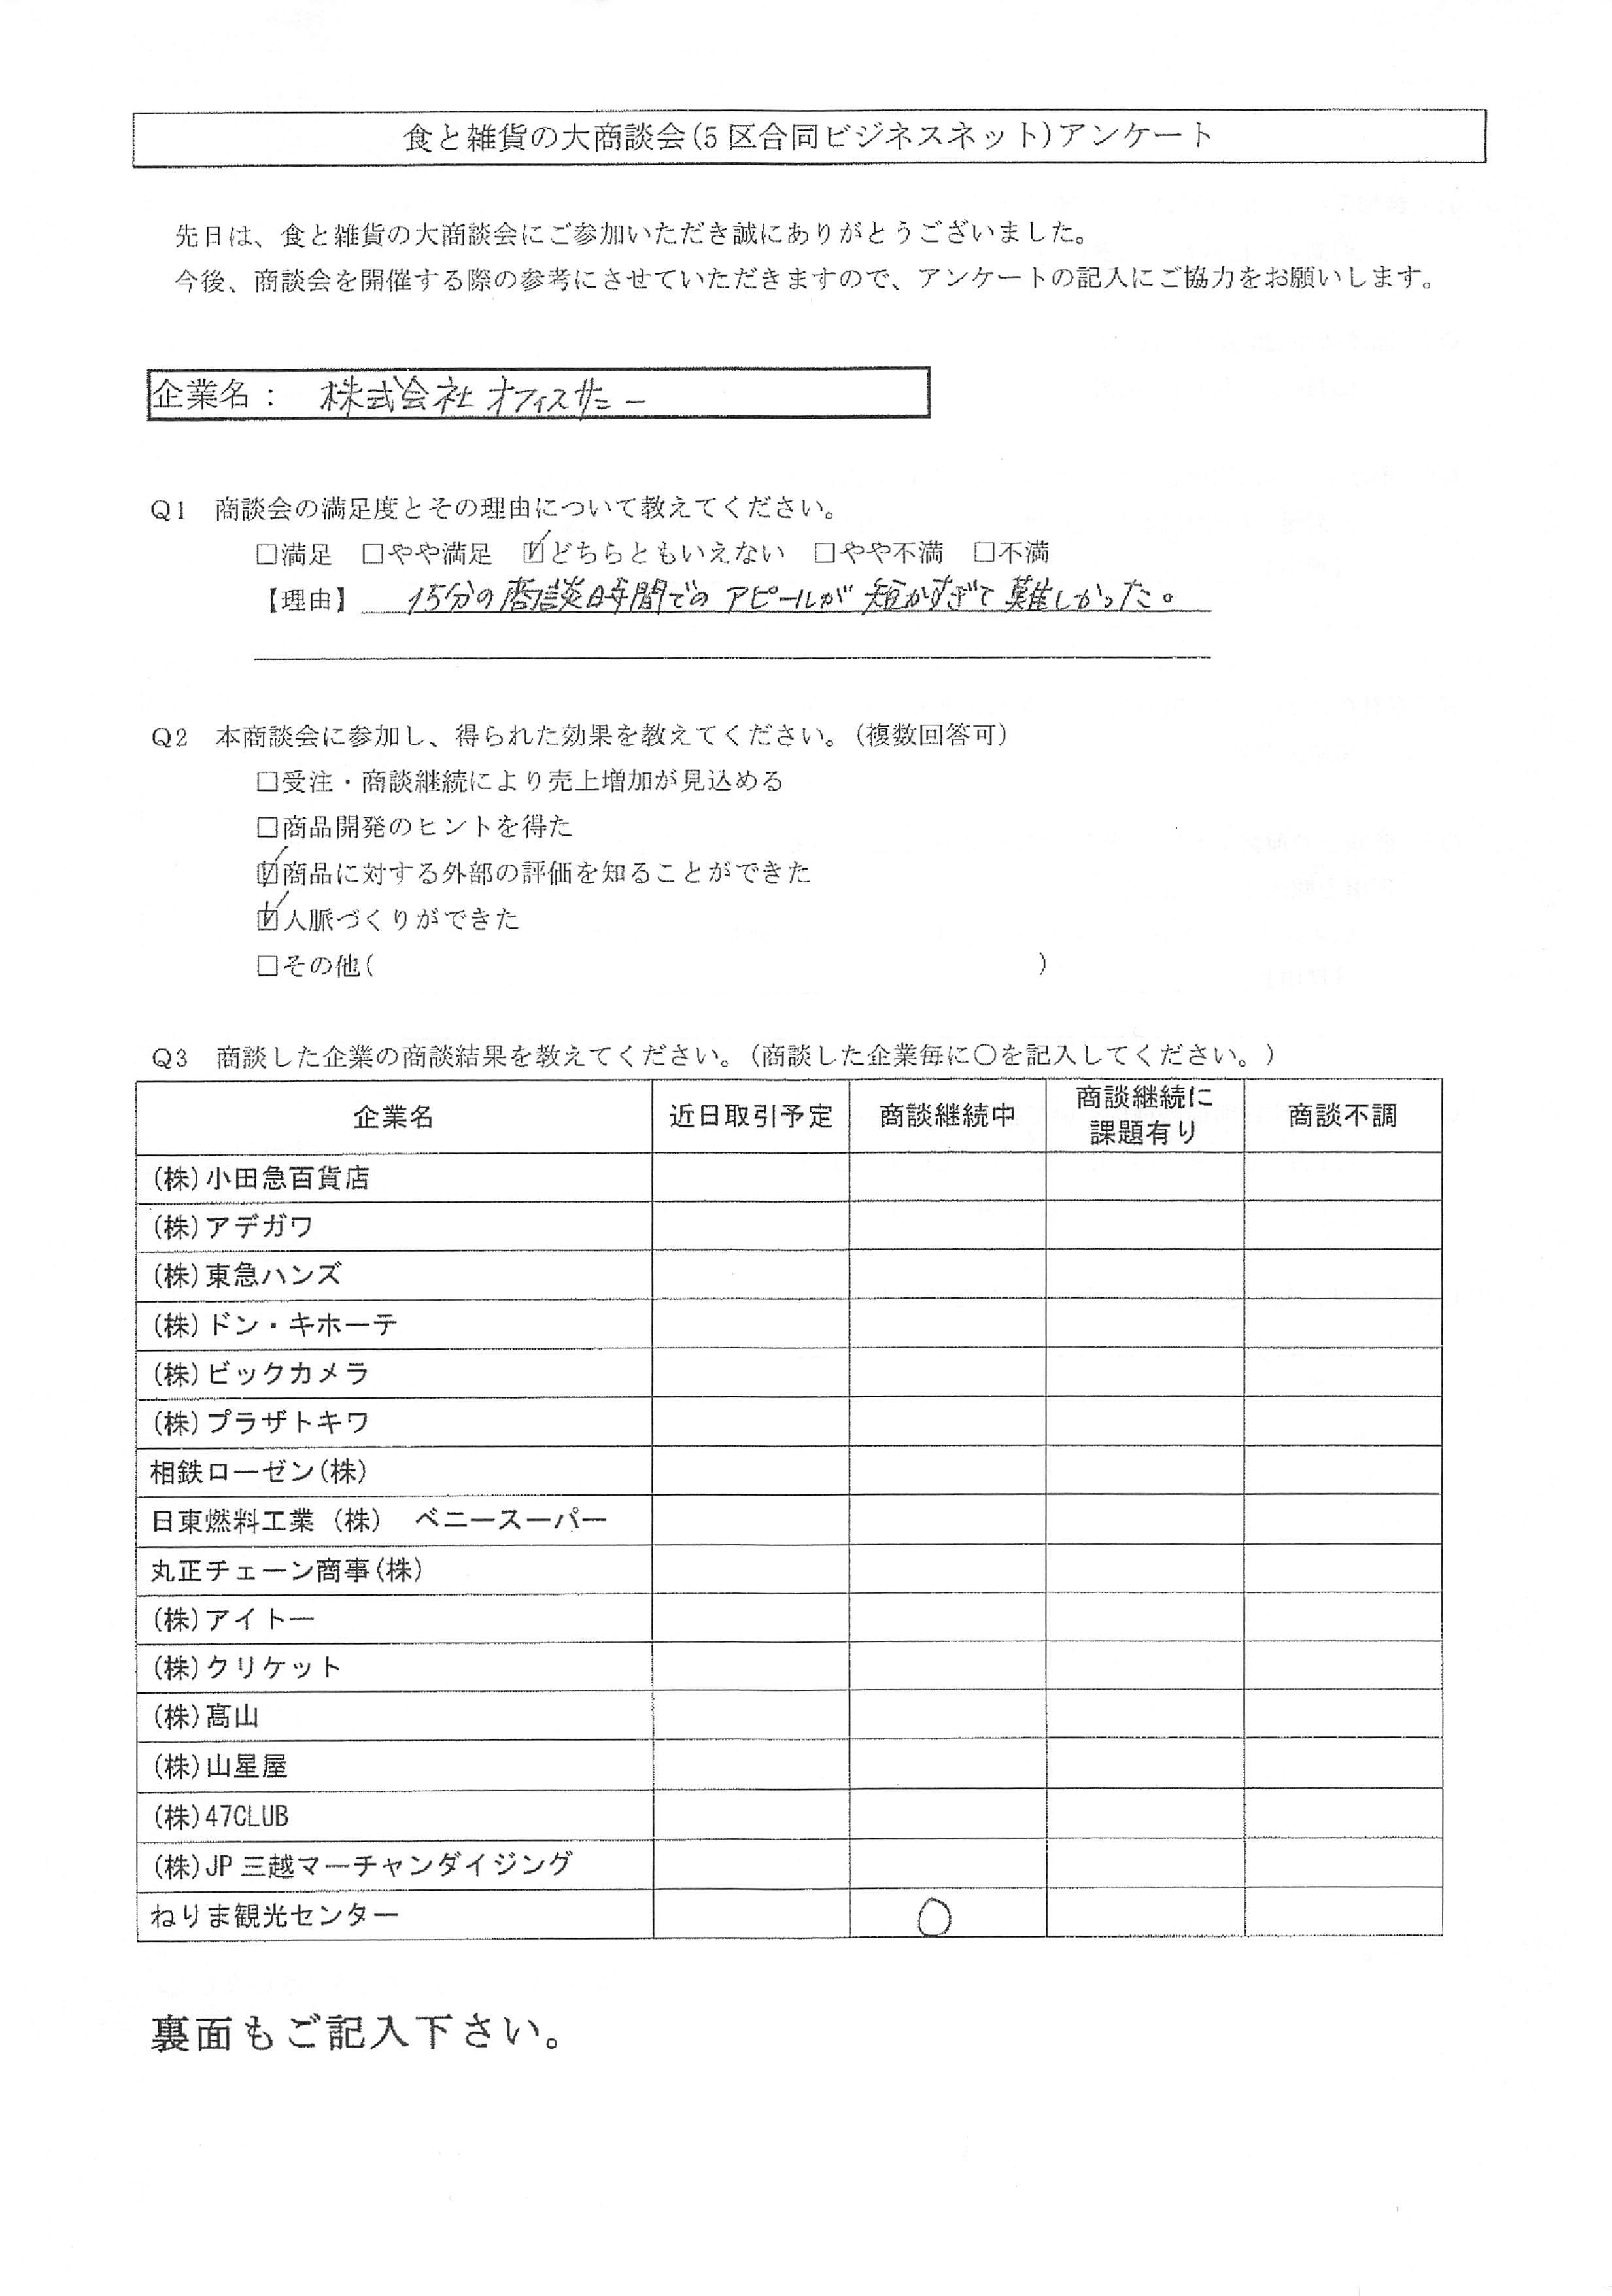 食と雑貨の大商談会(5区合同ビジネスネット)アンケート
先日は、食と雑貨の大商談会にご参加いただき誠にありがとうございました。
今後、商談会を開催する際の参考にさせていただきますので、アンケートの記入にご協力をお願いします。
企業名： 株式会社オフィスサニー
Q1 商談会の満足度とその理由について教えてください。
□満足 □やや満足 ☑どちらともいえない □やや不満 □不満
【理由】 15分の商談時間でのアピールが短かすぎて難しかった。
Q2 本商談会に参加し、得られた効果を教えてください。(複数回答可)
□受注・商談継続により売上増加が見込める
□商品開発のヒントを得た
☑商品に対する外部の評価を知ることができた
☑人脈づくりができた
□その他( )
Q3 商談した企業の商談結果を教えてください。(商談した企業毎に○を記入してください。)
企業名 近日取引予定 商談継続中 商談継続に課題有り 商談不調
(株)小田急百貨店
(株)アデガワ
(株)東急ハンズ
(株)ドン・キホーテ
(株)ビックカメラ
(株)プラザトキワ
相鉄ローゼン(株)
日東燃料工業（株） ベニースーパー
丸正チェーン商事(株)
(株)アイトー
(株)クリケット
(株)髙山
(株)山星屋
(株)47CLUB
(株)JP三越マーチャンダイジング
ねりま観光センター ○
裏面もご記入下さい。